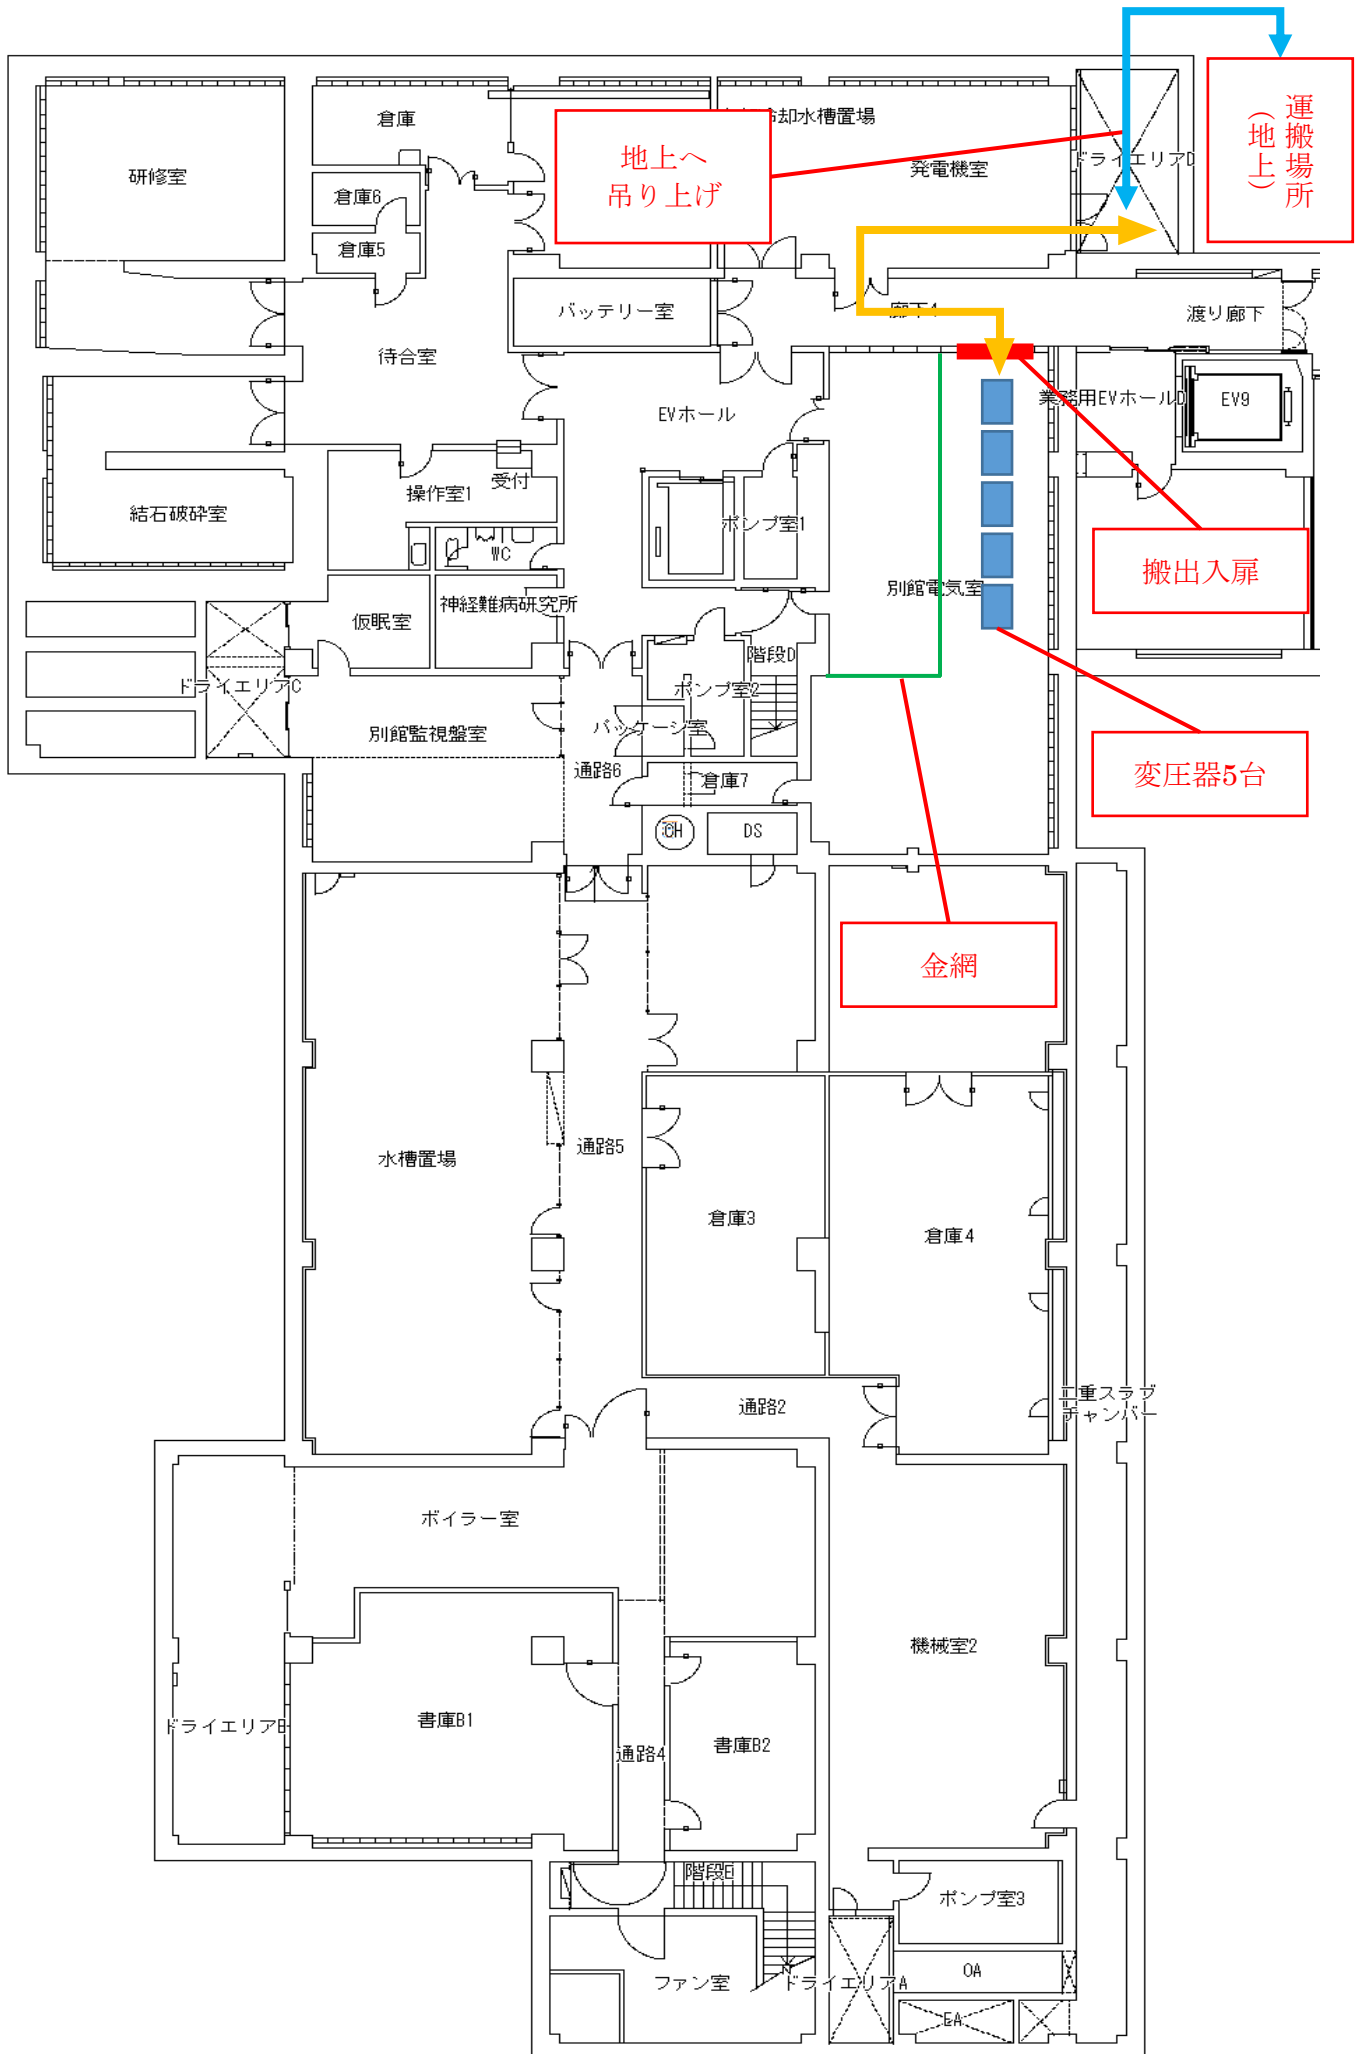 運搬場所
(地上)
地上へ
吊り上げ
倉庫
冷却水槽置場
研修室
発電機室
ドライエリアD
倉庫6
倉庫5
バッテリー室
廊下4
渡り廊下
待合室
EVホール
業務用EVホールD
EV9
操作室1
受付
結石破砕室
ポンプ室1
WC
搬出入扉
別館電気室
仮眠室
神経難病研究所
階段D
ドライエリアC
ポンプ室2
別館監視盤室
パッケージ室
通路6
倉庫7
変圧器5台
CH
DS
金網
水槽置場
通路5
倉庫3
倉庫4
二重スラブ
チャンバー
通路2
ボイラー室
機械室2
ドライエリアB
書庫B1
通路4
書庫B2
階段E
ポンプ室3
ファン室
ドライエリアA
OA
EA